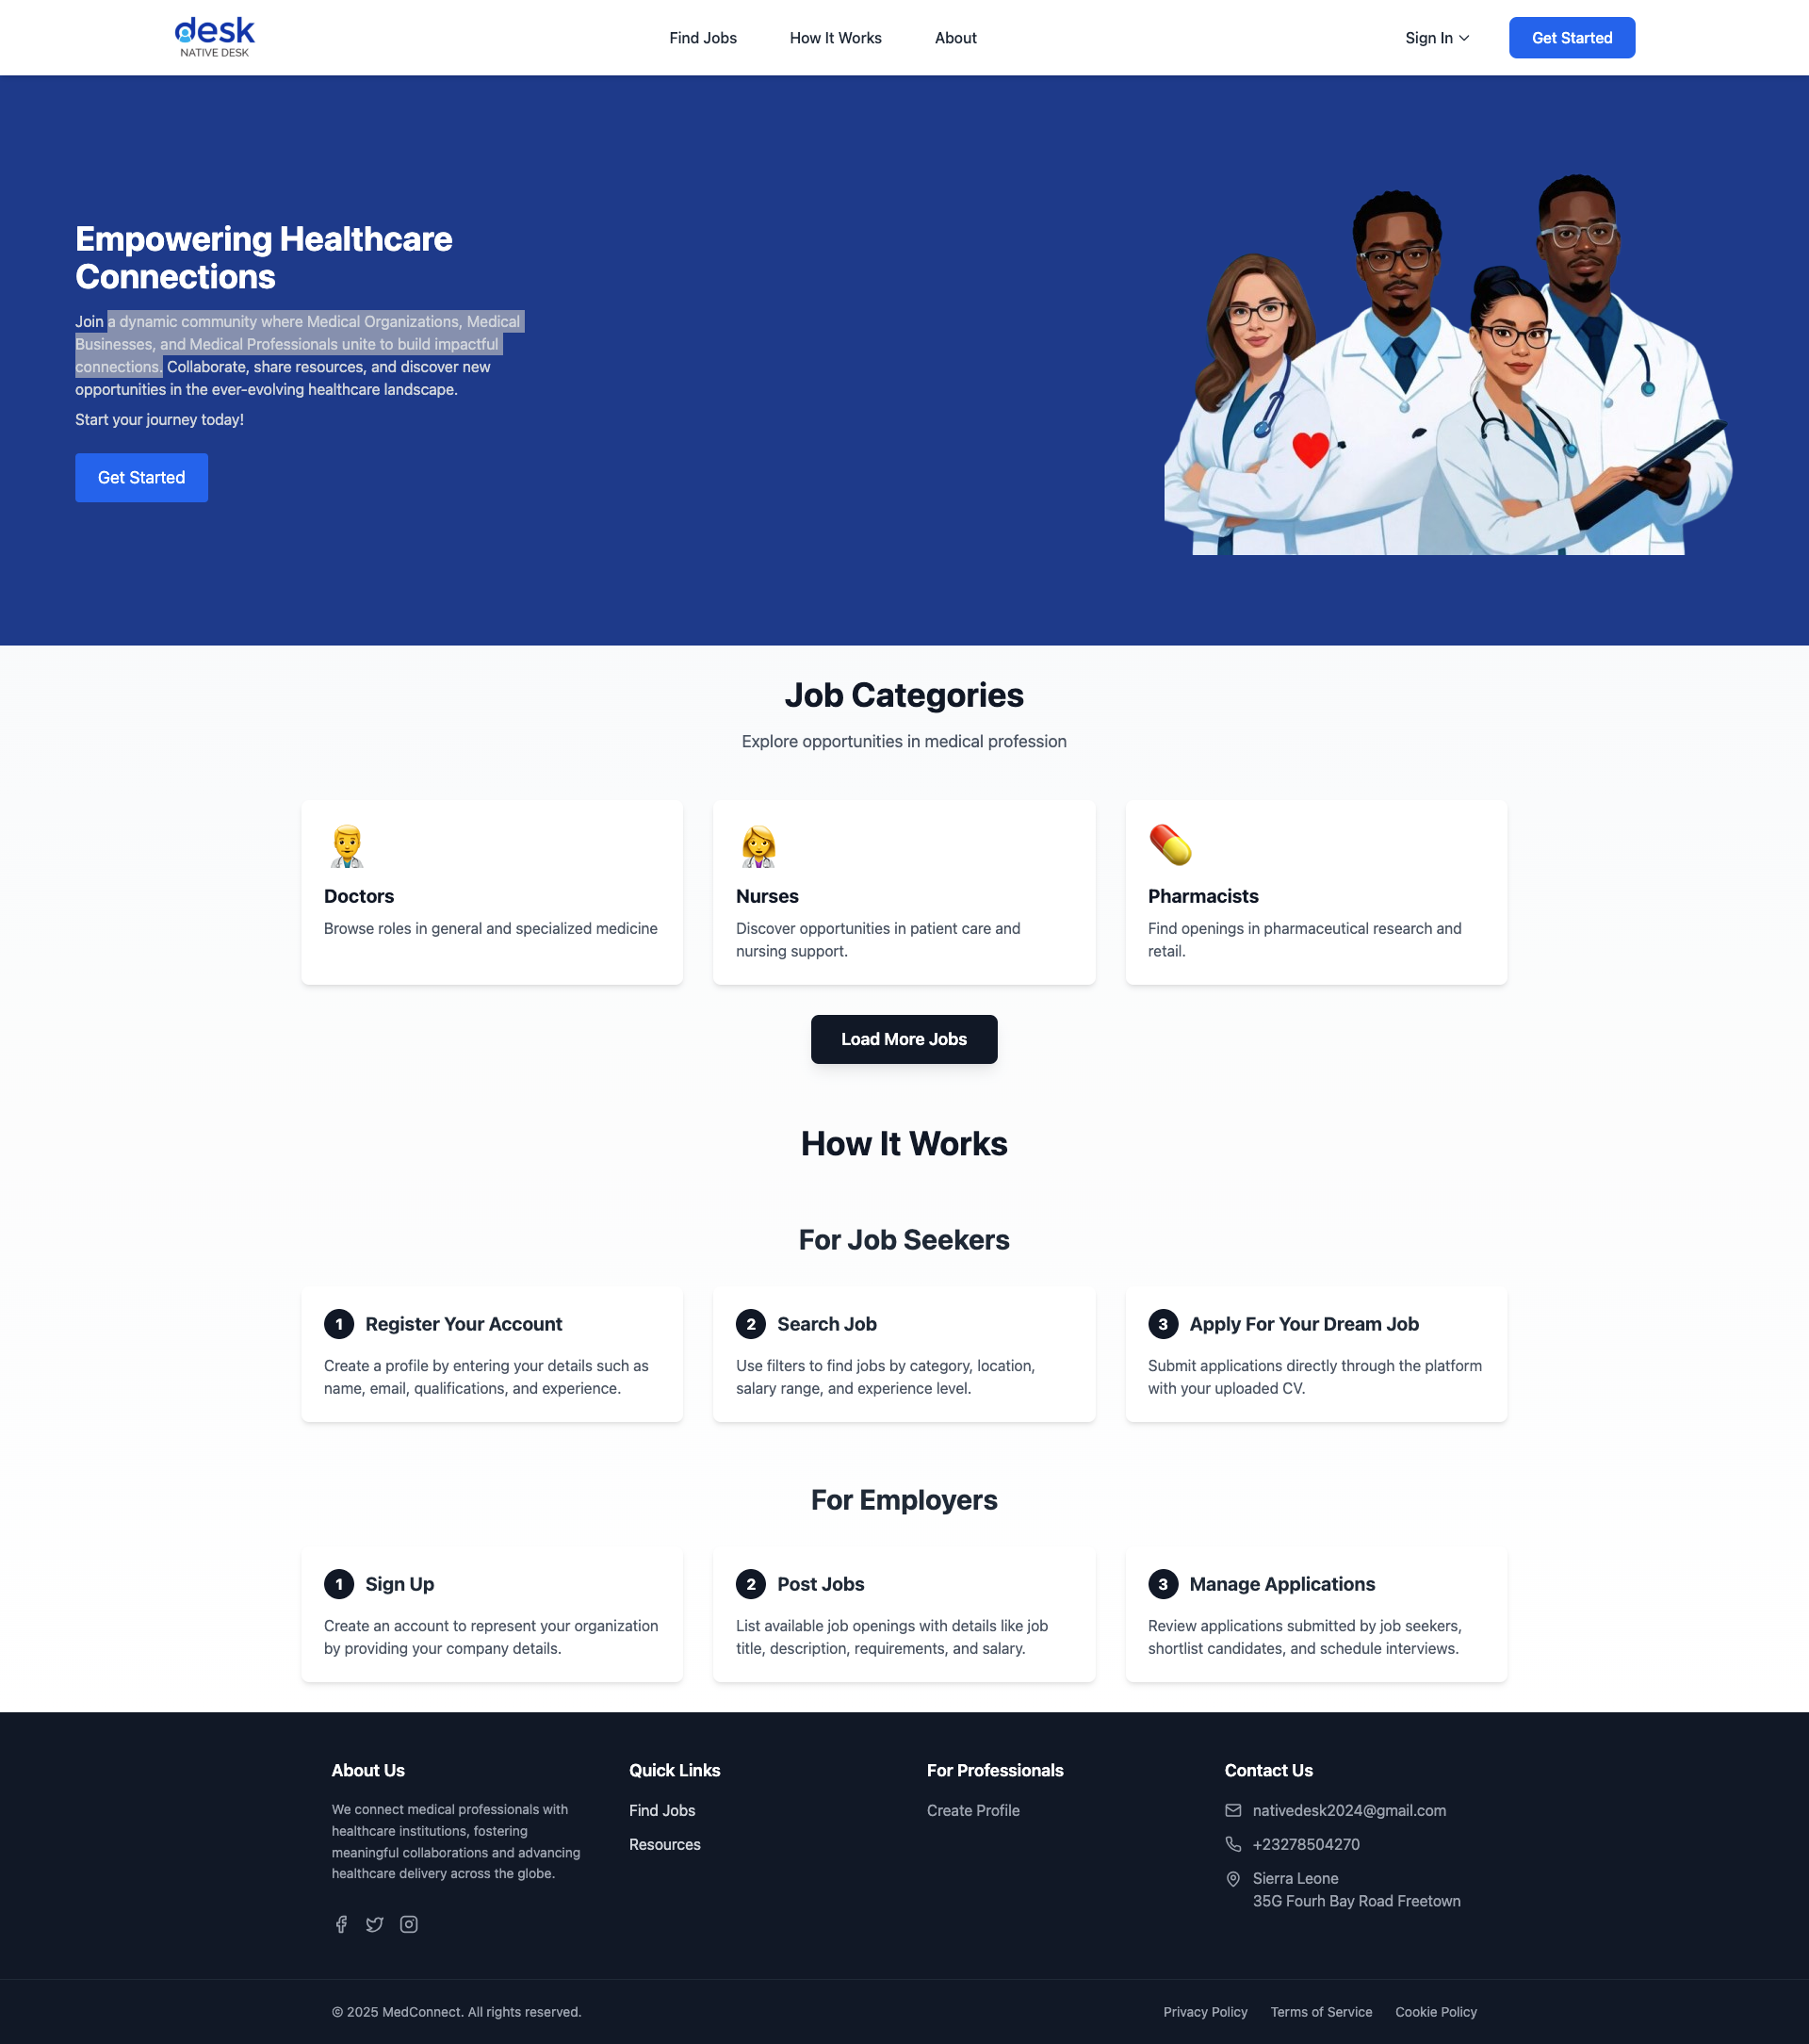 desk
NATIVE DESK
Find Jobs
How It Works
About
Sign In
Get Started
Empowering Healthcare
Connections
Join a dynamic community where Medical Organizations, Medical
Businesses, and Medical Professionals unite to build impactful
connections. Collaborate, share resources, and discover new
opportunities in the ever-evolving healthcare landscape.
Start your journey today!
Get Started
Job Categories
Explore opportunities in medical profession
Doctors
Browse roles in general and specialized medicine
Nurses
Discover opportunities in patient care and
nursing support.
Pharmacists
Find openings in pharmaceutical research and
retail.
Load More Jobs
How It Works
For Job Seekers
1 Register Your Account
Create a profile by entering your details such as
name, email, qualifications, and experience.
2 Search Job
Use filters to find jobs by category, location,
salary range, and experience level.
3 Apply For Your Dream Job
Submit applications directly through the platform
with your uploaded CV.
For Employers
1 Sign Up
Create an account to represent your organization
by providing your company details.
2 Post Jobs
List available job openings with details like job
title, description, requirements, and salary.
3 Manage Applications
Review applications submitted by job seekers,
shortlist candidates, and schedule interviews.
About Us
We connect medical professionals with
healthcare institutions, fostering
meaningful collaborations and advancing
healthcare delivery across the globe.
Quick Links
Find Jobs
Resources
For Professionals
Create Profile
Contact Us
nativedesk2024@gmail.com
+23278504270
Sierra Leone
35G Fourh Bay Road Freetown
© 2025 MedConnect. All rights reserved.
Privacy Policy
Terms of Service
Cookie Policy